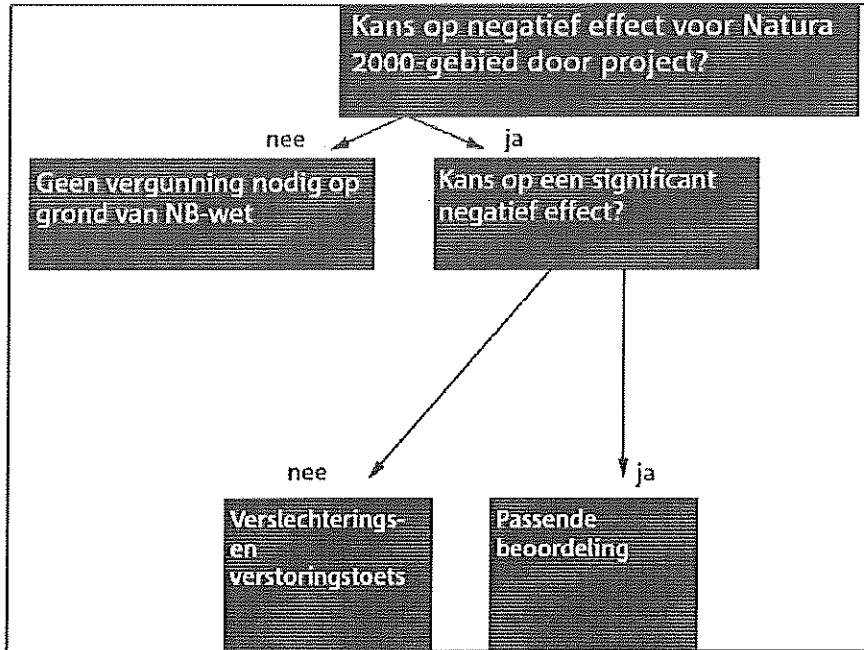 Kans op negatief effect voor Natura
2000-gebied door project?
nee
ja
Geen vergunning nodig op
grond van NB-wet
Kans op een significant
negatief effect?
nee
ja
Verslechterings-
en
verstoringstoets
Passende
beoordeling